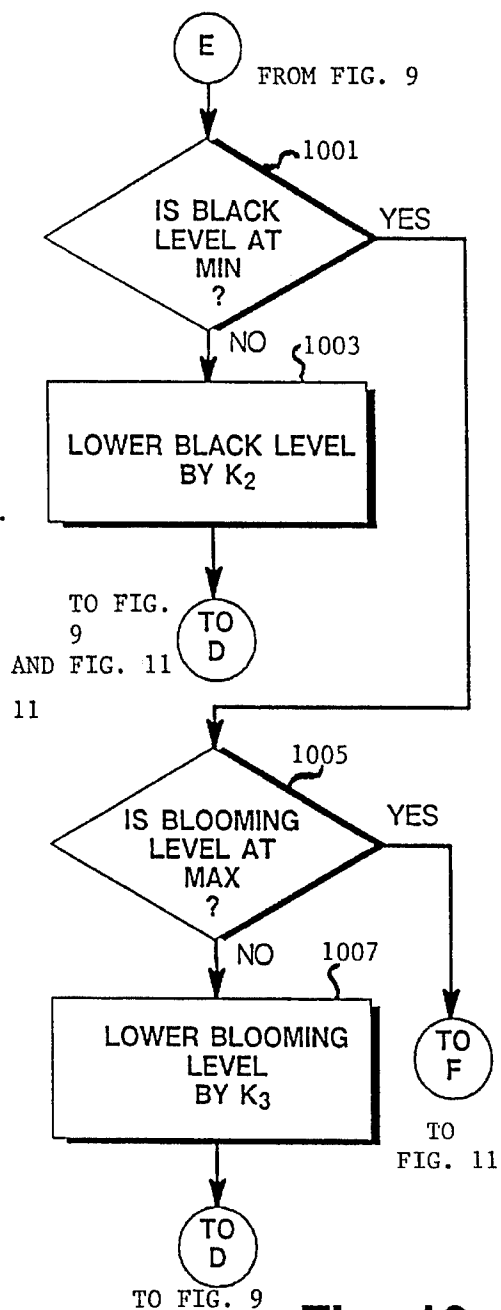 E
FROM FIG. 9
1001
IS BLACK
LEVEL AT
MIN
?
YES
NO
1003
LOWER BLACK LEVEL
BY K2
TO FIG.
9
AND FIG. 11
11
TO
D
1005
IS BLOOMING
LEVEL AT
MAX
?
YES
NO
1007
LOWER BLOOMING
LEVEL
BY K3
TO
F
TO
FIG. 11
TO
D
TO FIG. 9